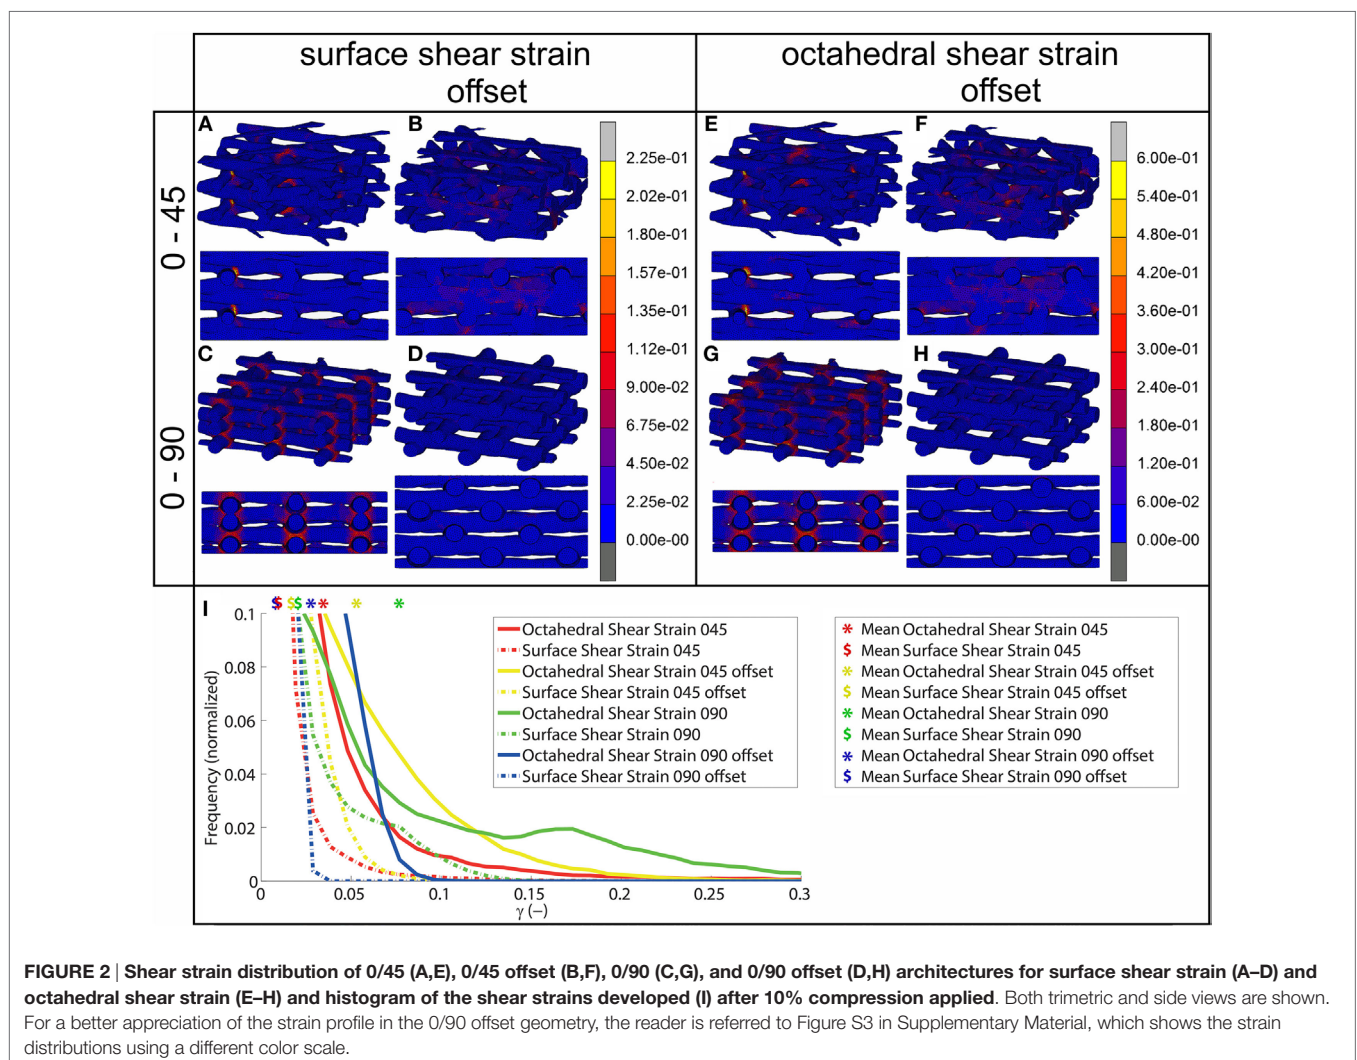 surface shear strain
offset
octahedral shear strain
offset
0 - 45
0 - 90
A
B
C
D
2.25e-01
2.02e-01
1.80e-01
1.57e-01
1.35e-01
1.12e-01
9.00e-02
6.75e-02
4.50e-02
2.25e-02
0.00e-00
E
F
G
H
6.00e-01
5.40e-01
4.80e-01
4.20e-01
3.60e-01
3.00e-01
2.40e-01
1.80e-01
1.20e-01
6.00e-02
0.00e-00
I
$ $ $ $ * * * *
0.1
0.08
0.06
0.04
0.02
0
Frequency (normalized)
0 0.05 0.1 0.15 0.2 0.25 0.3
γ (–)
Octahedral Shear Strain 045
Surface Shear Strain 045
Octahedral Shear Strain 045 offset
Surface Shear Strain 045 offset
Octahedral Shear Strain 090
Surface Shear Strain 090
Octahedral Shear Strain 090 offset
Surface Shear Strain 090 offset
* Mean Octahedral Shear Strain 045
$ Mean Surface Shear Strain 045
* Mean Octahedral Shear Strain 045 offset
$ Mean Surface Shear Strain 045 offset
* Mean Octahedral Shear Strain 090
$ Mean Surface Shear Strain 090
* Mean Octahedral Shear Strain 090 offset
$ Mean Surface Shear Strain 090 offset
FIGURE 2 | Shear strain distribution of 0/45 (A,E), 0/45 offset (B,F), 0/90 (C,G), and 0/90 offset (D,H) architectures for surface shear strain (A–D) and
octahedral shear strain (E–H) and histogram of the shear strains developed (I) after 10% compression applied. Both trimetric and side views are shown.
For a better appreciation of the strain profile in the 0/90 offset geometry, the reader is referred to Figure S3 in Supplementary Material, which shows the strain
distributions using a different color scale.